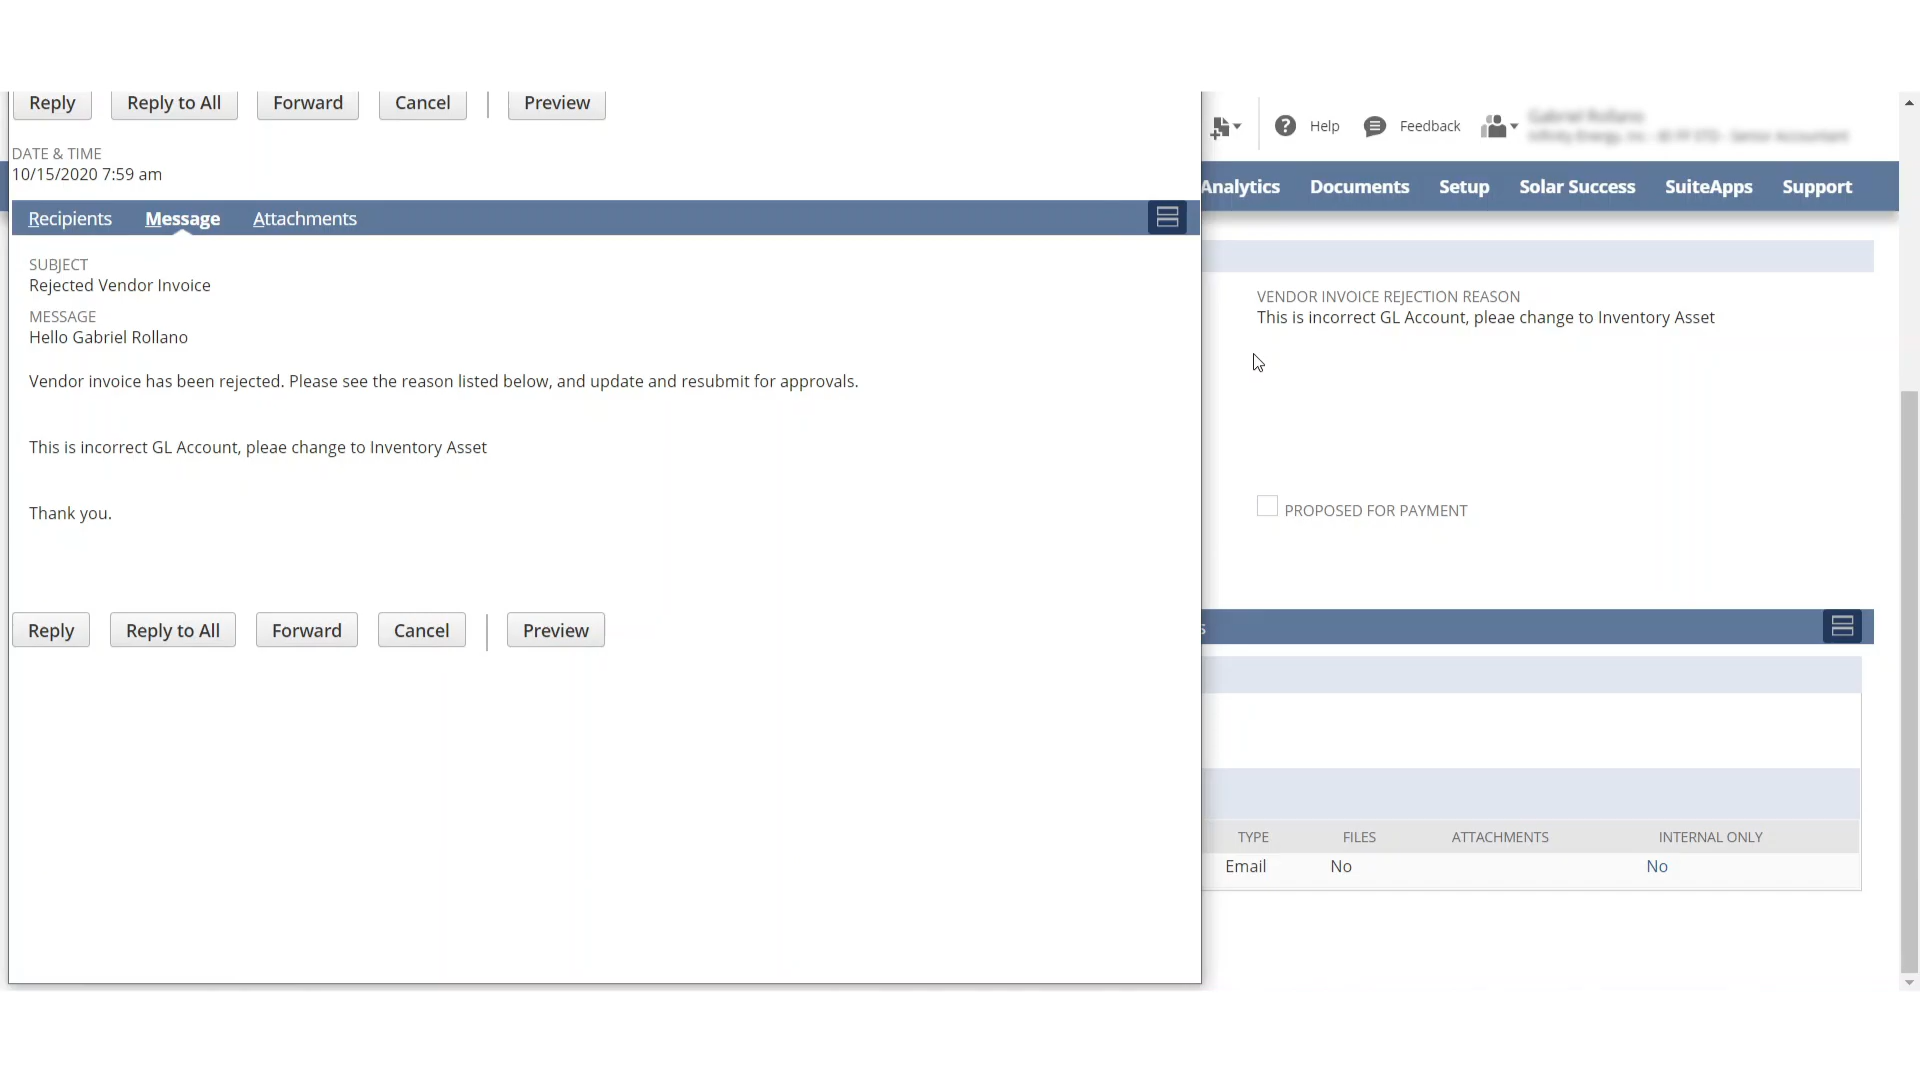 Reply Reply to All Forward Cancel Preview
DATE & TIME
10/15/2020 7:59 am
Recipients Message Attachments
SUBJECT
Rejected Vendor Invoice
MESSAGE
Hello Gabriel Rollano
Vendor invoice has been rejected. Please see the reason listed below, and update and resubmit for approvals.
This is incorrect GL Account, pleae change to Inventory Asset
Thank you.
Reply Reply to All Forward Cancel Preview
Help Feedback
Analytics Documents Setup Solar Success SuiteApps Support
VENDOR INVOICE REJECTION REASON
This is incorrect GL Account, pleae change to Inventory Asset
PROPOSED FOR PAYMENT
s
TYPE FILES ATTACHMENTS INTERNAL ONLY
Email No No